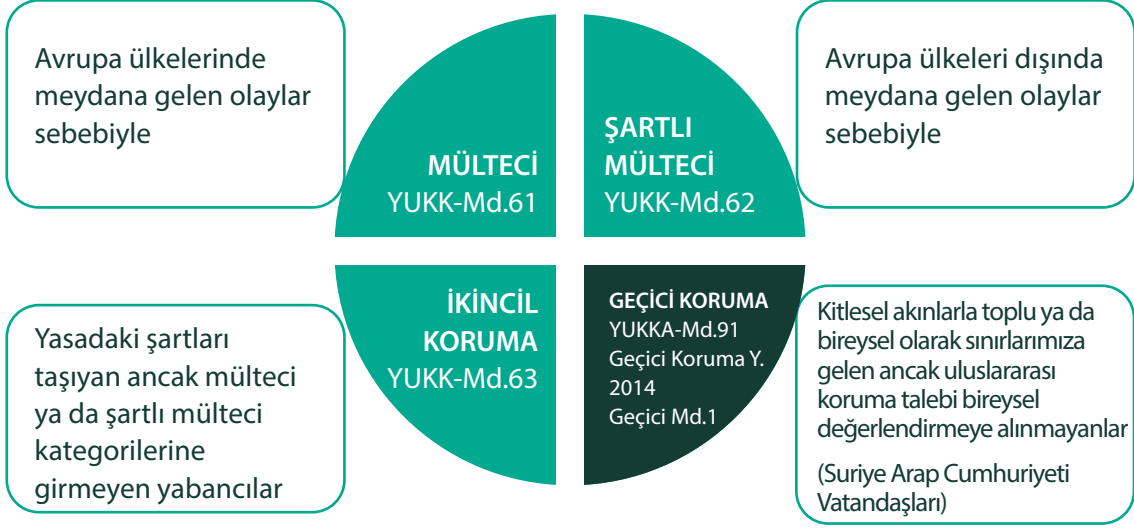 Avrupa ülkelerinde
meydana gelen olaylar
sebebiyle
MÜLTECİ
YUKK-Md.61
ŞARTLI
MÜLTECİ
YUKK-Md.62
Avrupa ülkeleri dışında
meydana gelen olaylar
sebebiyle
Yasadaki şartları
taşıyan ancak mülteci
ya da şartlı mülteci
kategorilerine
girmeyen yabancılar
İKİNCİL
KORUMA
YUKK-Md.63
GEÇİCİ KORUMA
YUKKA-Md.91
Geçici Koruma Y.
2014
Geçici Md.1
Kitlesel akınlarla toplu ya da
bireysel olarak sınırlarımıza
gelen ancak uluslararası
koruma talebi bireysel
değerlendirmeye alınmayanlar
(Suriye Arap Cumhuriyeti
Vatandaşları)